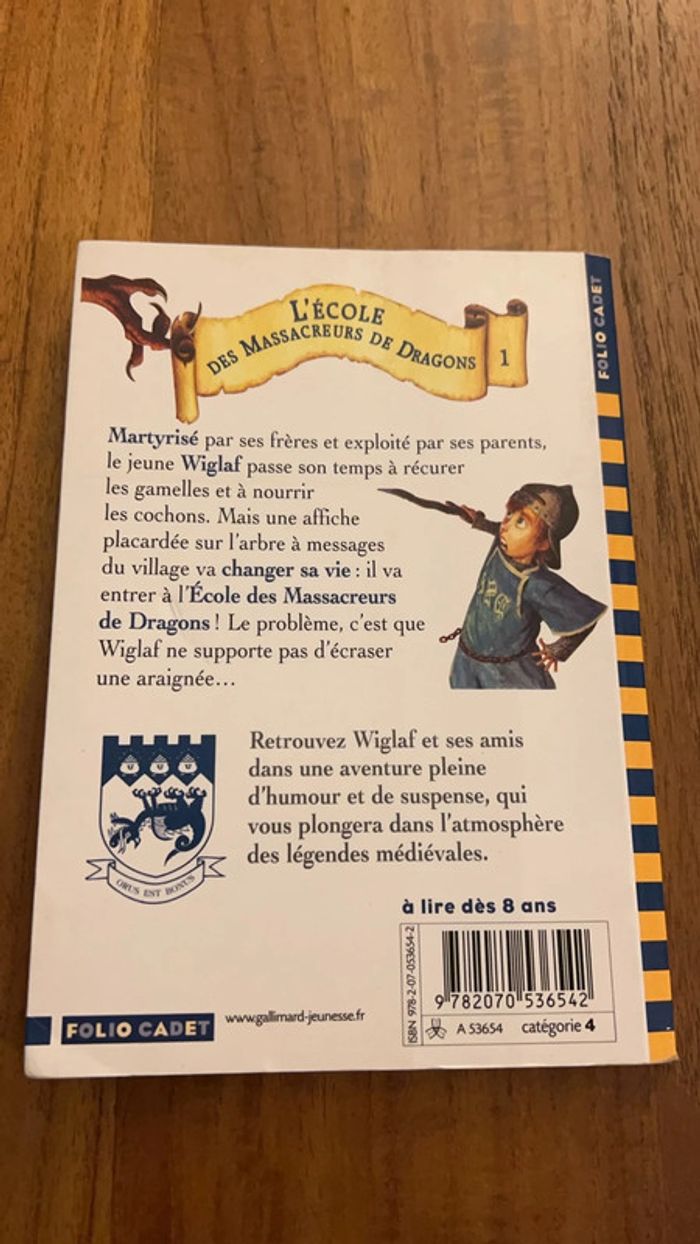 L'ÉCOLE
DES MASSACREURS DE DRAGONS
1
FOLIO CADET
Martyrisé par ses frères et exploité par ses parents,
le jeune Wiglaf passe son temps à récurer
les gamelles et à nourrir
les cochons. Mais une affiche
placardée sur l'arbre à messages
du village va changer sa vie : il va
entrer à l'École des Massacreurs
de Dragons ! Le problème, c'est que
Wiglaf ne supporte pas d'écraser
une araignée...
Retrouvez Wiglaf et ses amis
dans une aventure pleine
d'humour et de suspense, qui
vous plongera dans l'atmosphère
des légendes médiévales.
ORUS EST BONUS
à lire dès 8 ans
ISBN 978-2-07-053654-2
9 782070 536542
A 53654 catégorie 4
FOLIO CADET
www.gallimard-jeunesse.fr